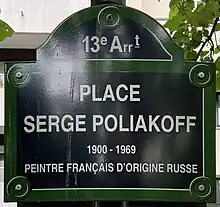 13e Arrt
PLACE
SERGE POLIAKOFF
1900 - 1969
PEINTRE FRANÇAIS D'ORIGINE RUSSE